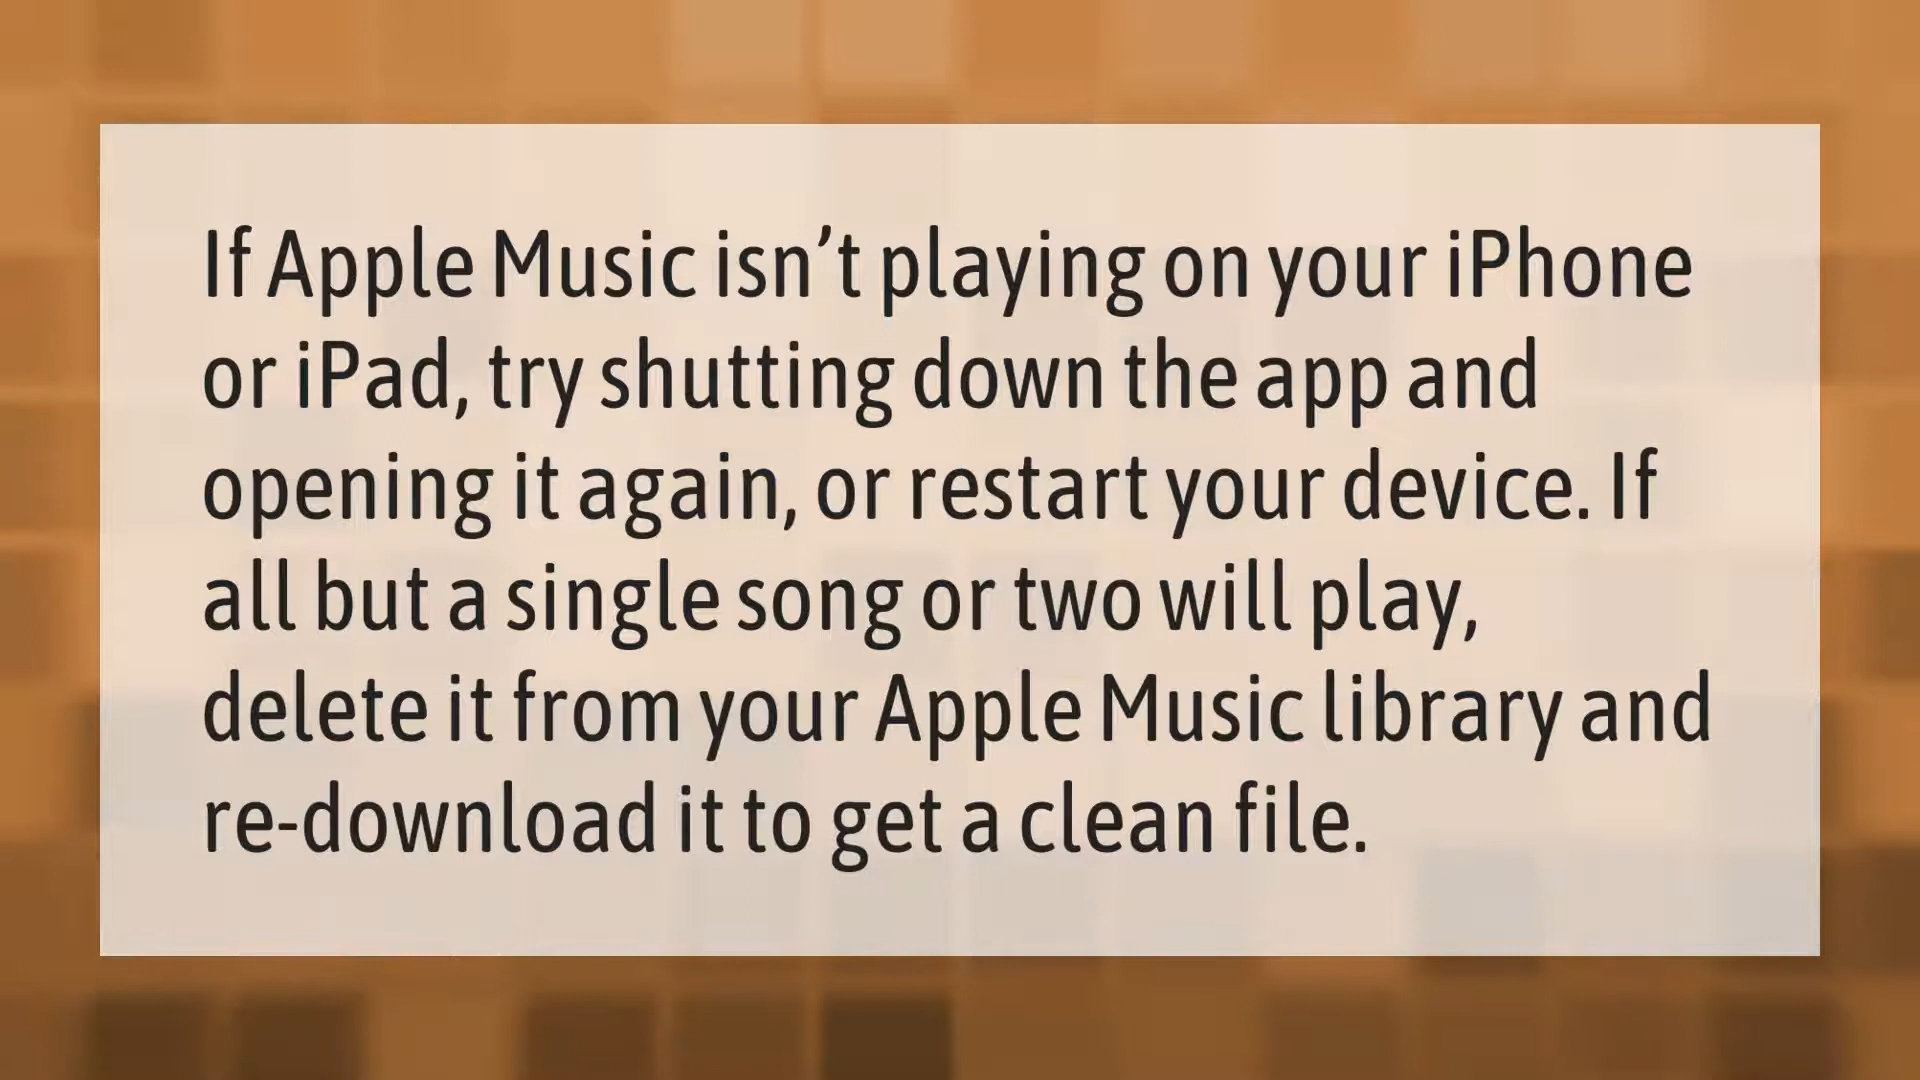 If Apple Music isn’t playing on your iPhone
or iPad, try shutting down the app and
opening it again, or restart your device. If
all but a single song or two will play,
delete it from your Apple Music library and
re-download it to get a clean file.